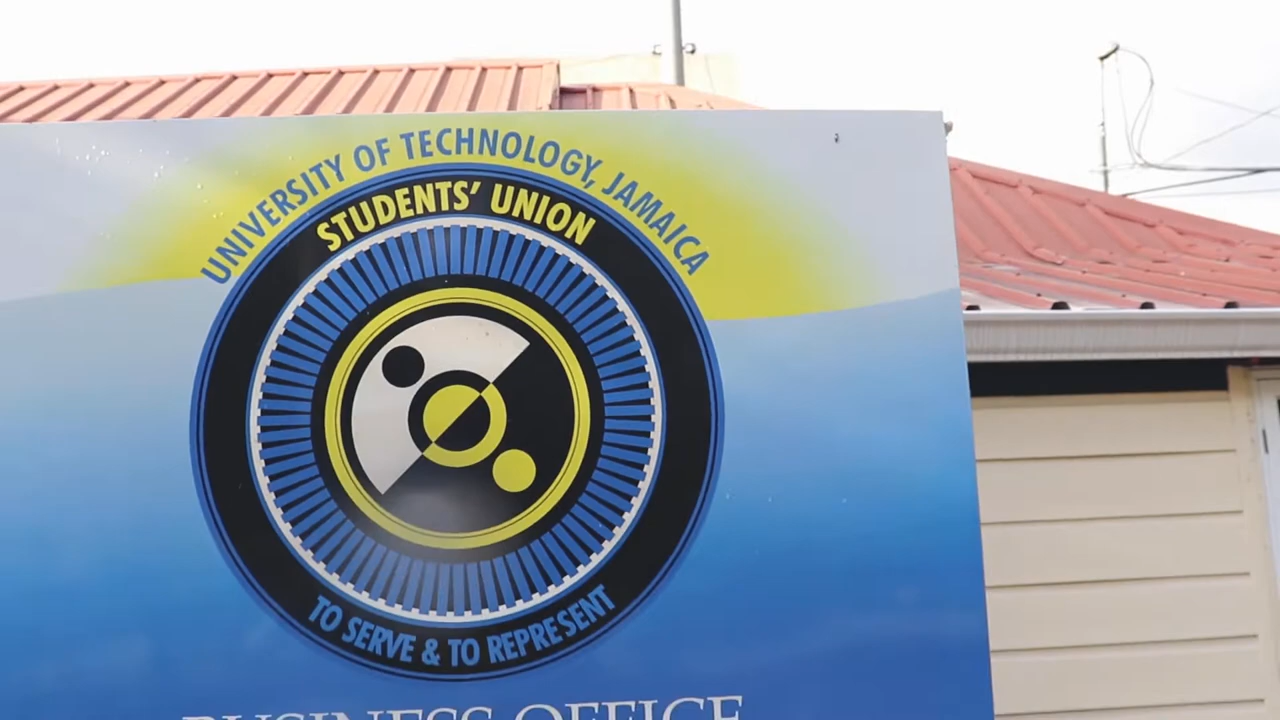 UNIVERSITY OF TECHNOLOGY, JAMAICA
STUDENTS' UNION
TO SERVE & TO REPRESENT
BUSINESS OFFICE